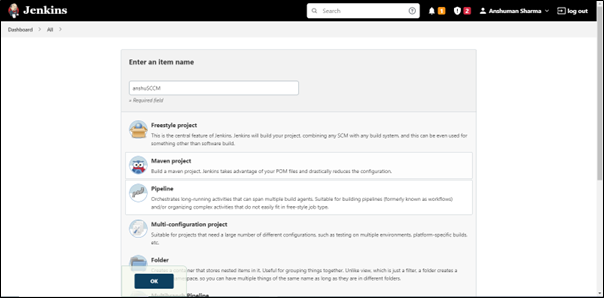 Jenkins
Search
1
2
Anshuman Sharma
log out
Dashboard
All
Enter an item name
anshuSCCM
» Required field
Freestyle project
This is the central feature of Jenkins. Jenkins will build your project, combining any SCM with any build system, and this can be even used for
something other than software build.
Maven project
Build a maven project. Jenkins takes advantage of your POM files and drastically reduces the configuration.
Pipeline
Orchestrates long-running activities that can span multiple build agents. Suitable for building pipelines (formerly known as workflows)
and/or organizing complex activities that do not easily fit in free-style job type.
Multi-configuration project
Suitable for projects that need a large number of different configurations, such as testing on multiple environments, platform-specific builds,
etc.
Folder
container that stores nested items in it. Useful for grouping things together. Unlike view, which is just a filter, a folder creates a
space, so you can have multiple things of the same name as long as they are in different folders.
OK
Pipeline